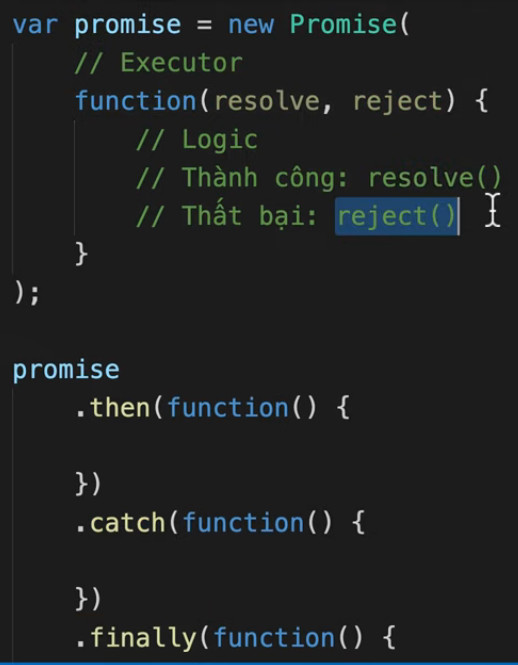 var promise = new Promise(
// Executor
function(resolve, reject) {
// Logic
// Thành công: resolve()
// Thất bại: reject()
}
);
promise
.then(function() {
})
.catch(function() {
})
.finally(function() {